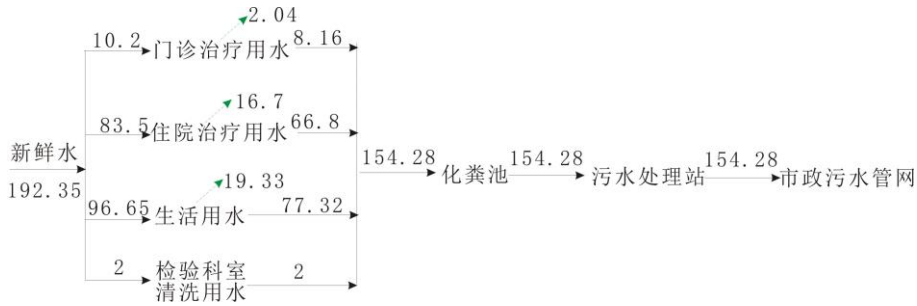 2.04
10.2 门诊治疗用水 8.16
16.7
83.5 住院治疗用水 66.8
新鲜水
192.35
154.28 化粪池 154.28 污水处理站 154.28 市政污水管网
19.33
96.65 生活用水 77.32
2 检验科室 2
清洗用水